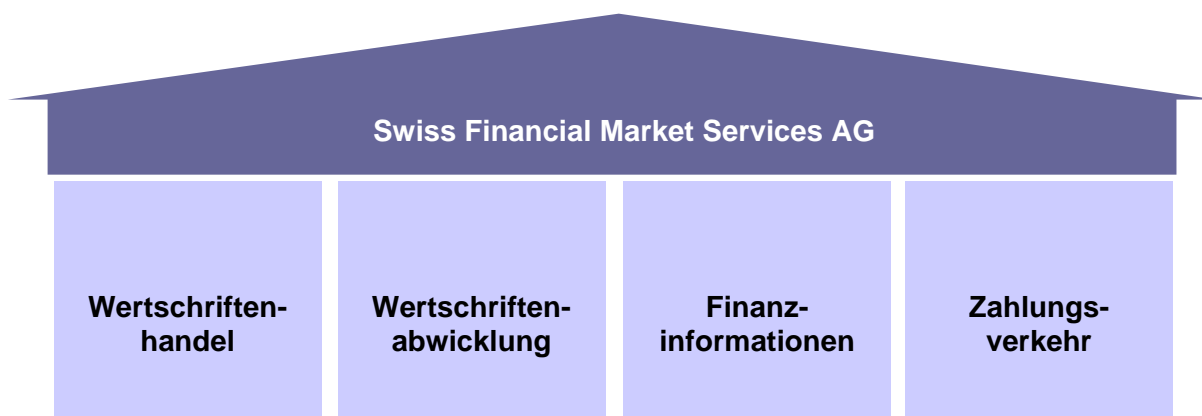 Swiss Financial Market Services AG
Wertschriften-
handel
Wertschriften-
abwicklung
Finanz-
informationen
Zahlungs-
verkehr